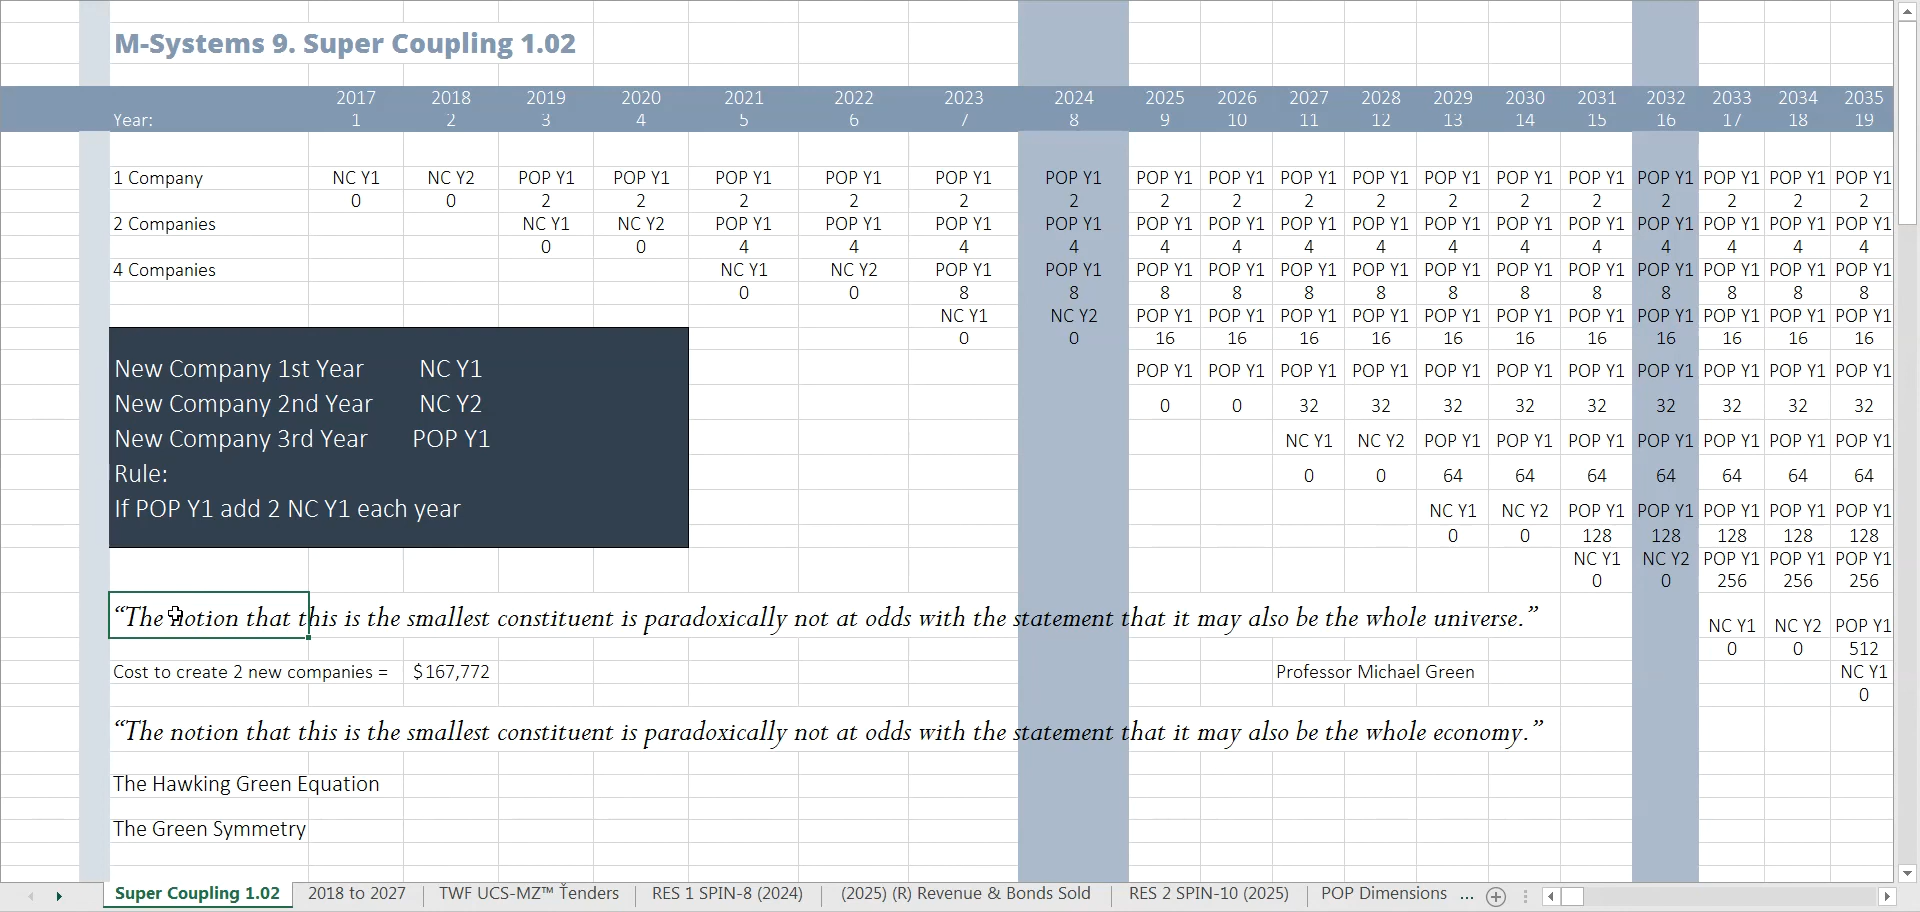 M-Systems 9. Super Coupling 1.02
2017 2018 2019 2020 2021 2022 2023 2024 2025 2026 2027 2028 2029 2030 2031 2032 2033 2034 2035
Year: 1 2 3 4 5 6 7 8 9 10 11 12 13 14 15 16 17 18 19
1 Company NC Y1 NC Y2 POP Y1 POP Y1 POP Y1 POP Y1 POP Y1 POP Y1 POP Y1 POP Y1 POP Y1 POP Y1 POP Y1 POP Y1 POP Y1 POP Y1 POP Y1 POP Y1 POP Y1
0 0 2 2 2 2 2 2 2 2 2 2 2 2 2 2 2 2 2
2 Companies NC Y1 NC Y2 POP Y1 POP Y1 POP Y1 POP Y1 POP Y1 POP Y1 POP Y1 POP Y1 POP Y1 POP Y1 POP Y1 POP Y1 POP Y1 POP Y1 POP Y1
0 0 4 4 4 4 4 4 4 4 4 4 4 4 4 4 4
4 Companies NC Y1 NC Y2 POP Y1 POP Y1 POP Y1 POP Y1 POP Y1 POP Y1 POP Y1 POP Y1 POP Y1 POP Y1 POP Y1 POP Y1 POP Y1
0 0 8 8 8 8 8 8 8 8 8 8 8 8 8
NC Y1 NC Y2 POP Y1 POP Y1 POP Y1 POP Y1 POP Y1 POP Y1 POP Y1 POP Y1 POP Y1 POP Y1 POP Y1
0 0 16 16 16 16 16 16 16 16 16 16 16
New Company 1st Year NC Y1 POP Y1 POP Y1 POP Y1 POP Y1 POP Y1 POP Y1 POP Y1 POP Y1 POP Y1 POP Y1 POP Y1
New Company 2nd Year NC Y2 0 0 32 32 32 32 32 32 32 32 32
New Company 3rd Year POP Y1 NC Y1 NC Y2 POP Y1 POP Y1 POP Y1 POP Y1 POP Y1 POP Y1 POP Y1
Rule: 0 0 64 64 64 64 64 64 64
If POP Y1 add 2 NC Y1 each year NC Y1 NC Y2 POP Y1 POP Y1 POP Y1 POP Y1 POP Y1
0 0 128 128 128 128 128
NC Y1 NC Y2 POP Y1 POP Y1 POP Y1
0 0 256 256 256
“The notion that this is the smallest constituent is paradoxically not at odds with the statement that it may also be the whole universe.”
NC Y1 NC Y2 POP Y1
0 0 512
Cost to create 2 new companies = $167,772 Professor Michael Green NC Y1
0
“The notion that this is the smallest constituent is paradoxically not at odds with the statement that it may also be the whole economy.”
The Hawking Green Equation
The Green Symmetry
Super Coupling 1.02 2018 to 2027 TWF UCS-MZ™ Tenders RES 1 SPIN-8 (2024) (2025) (R) Revenue & Bonds Sold RES 2 SPIN-10 (2025) POP Dimensions ...